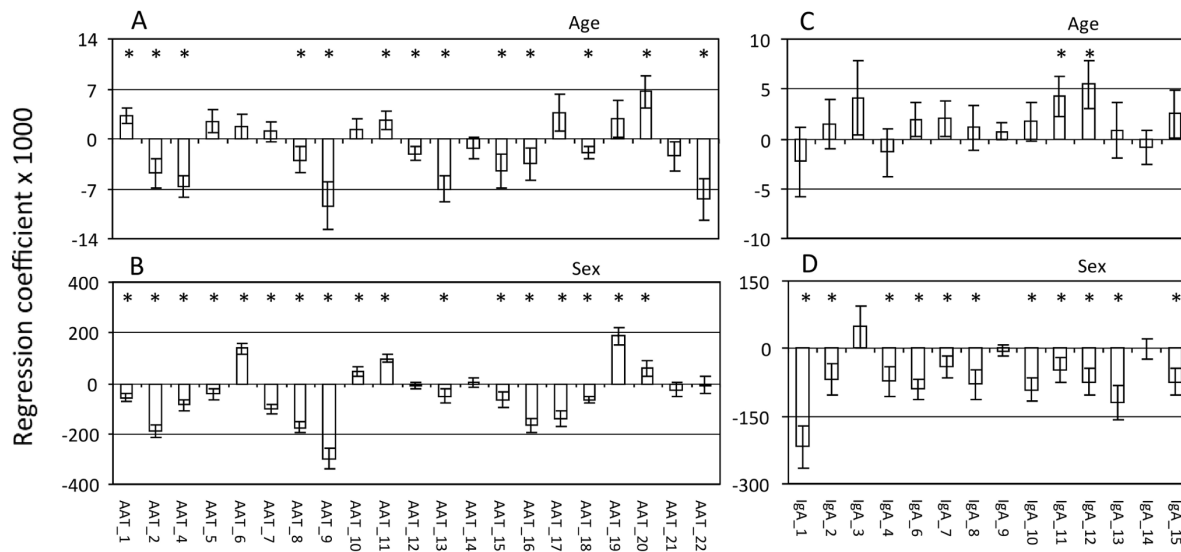 Regression coefficient x 1000
A
Age
14
7
0
-7
-14
* * * * * * * * * * * * *
B
Sex
400
200
0
-200
-400
* * * * * * * * * * * * * * * * *
AAT_1
AAT_2
AAT_4
AAT_5
AAT_6
AAT_7
AAT_8
AAT_9
AAT_10
AAT_11
AAT_12
AAT_13
AAT_14
AAT_15
AAT_16
AAT_17
AAT_18
AAT_19
AAT_20
AAT_21
AAT_22
C
Age
10
5
0
-5
-10
* *
D
Sex
150
0
-150
-300
* * * * * * * * * * *
IgA_1
IgA_2
IgA_3
IgA_4
IgA_6
IgA_7
IgA_8
IgA_9
IgA_10
IgA_11
IgA_12
IgA_13
IgA_14
IgA_15